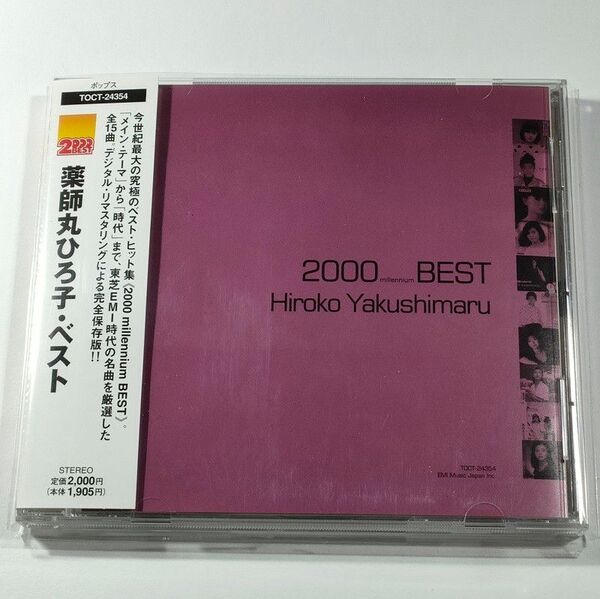 ポップス
TOCT-24354
2000
BEST
薬師丸ひろ子・ベスト
今世紀最大の究極のベスト・ヒット集《2000 millennium BEST》。
「メイン・テーマ」から「時代」まで、東芝EMI時代の名曲を厳選した
全15曲。デジタル・リマスタリングによる完全保存版!!
STEREO
定価2,000円
(本体 1,905円)
2000 millennium BEST
Hiroko Yakushimaru
TOCT-24354
EMI Music Japan Inc.